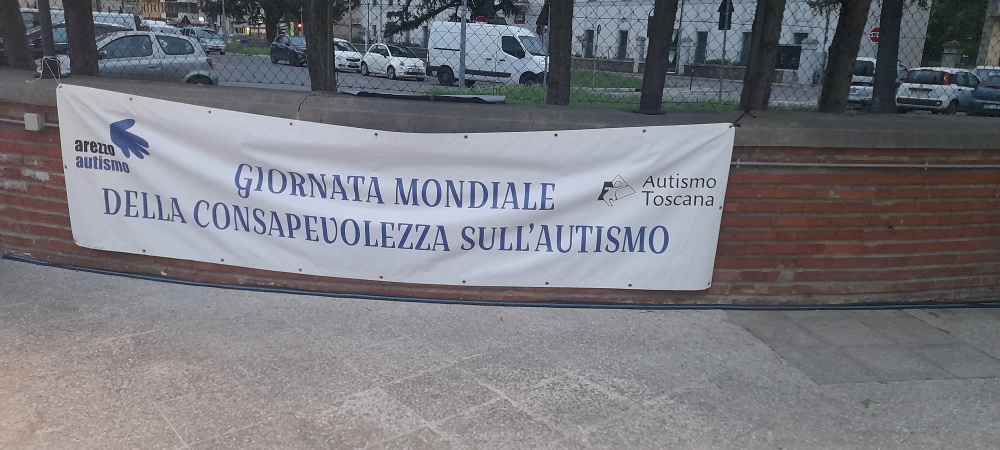 arezzo
autismo
GIORNATA MONDIALE
DELLA CONSAPEVOLEZZA SULL'AUTISMO
Autismo
Toscana